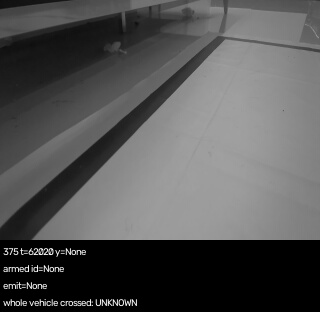 375 t=62020 y=None
armed id=None
emit=None
whole vehicle crossed: UNKNOWN